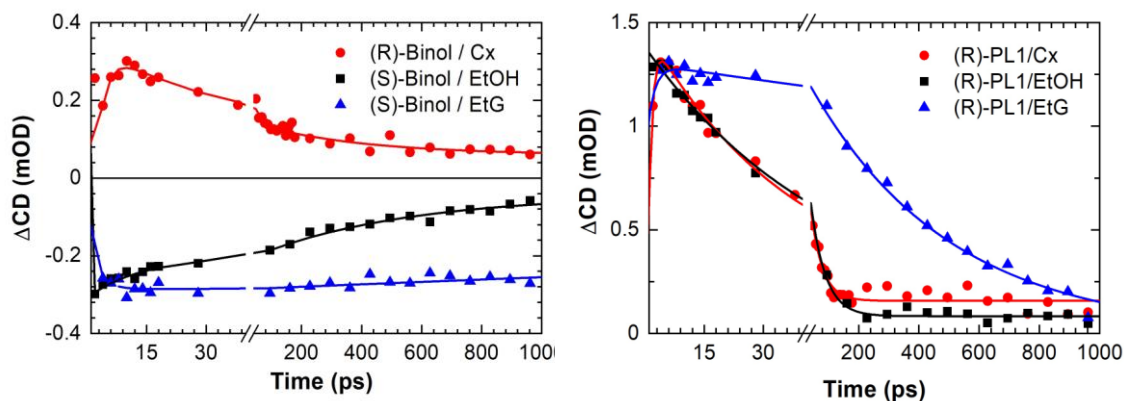 0.4
0.2
0
-0.2
-0.4
ΔCD (mOD)
(R)-Binol / Cx
(S)-Binol / EtOH
(S)-Binol / EtG
15 30 200 400 600 800 100
Time (ps)
1.5
1
0.5
0
ΔCD (mOD)
(R)-PL1/Cx
(R)-PL1/EtOH
(R)-PL1/EtG
15 30 200 400 600 800 1000
Time (ps)